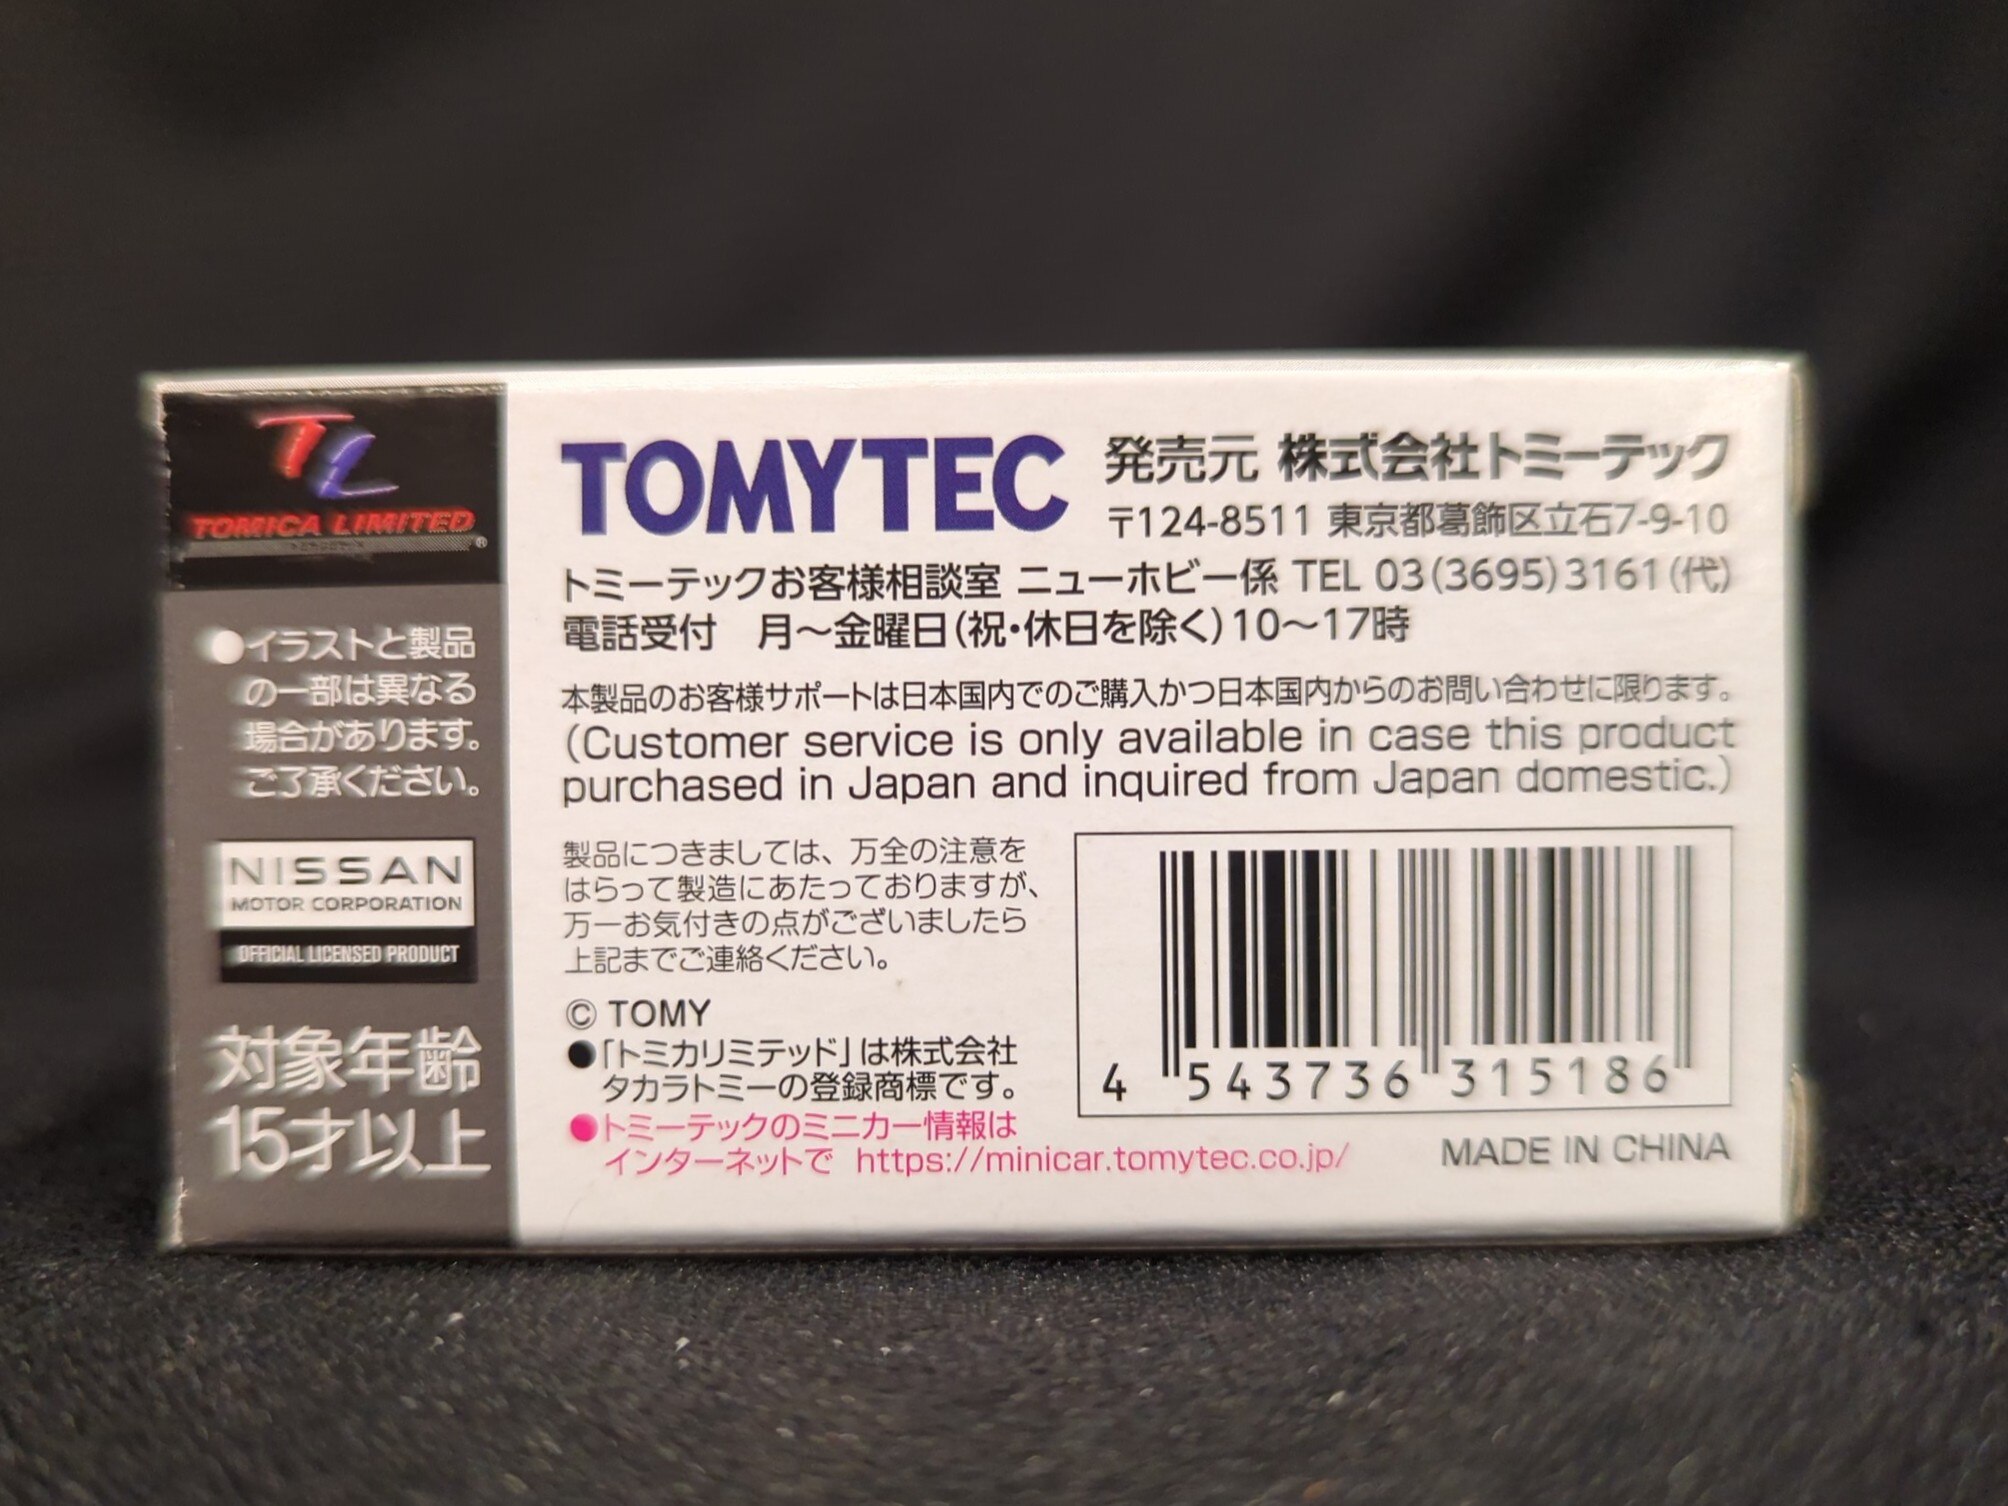 TL
TOMICA LIMITED
®
●イラストと製品
の一部は異なる
場合があります。
ご了承ください。
NISSAN
MOTOR CORPORATION
OFFICIAL LICENSED PRODUCT
対象年齢
15才以上
TOMYTEC
発売元 株式会社トミーテック
〒124-8511 東京都葛飾区立石7-9-10
トミーテックお客様相談室 ニューホビー係 TEL 03(3695)3161(代)
電話受付 月〜金曜日(祝・休日を除く)10〜17時
本製品のお客様サポートは日本国内でのご購入かつ日本国内からのお問い合わせに限ります。
(Customer service is only available in case this product
purchased in Japan and inquired from Japan domestic.)
製品につきましては、万全の注意を
はらって製造にあたっておりますが、
万一お気付きの点がございましたら
上記までご連絡ください。
© TOMY
●「トミカリミテッド」は株式会社
タカラトミーの登録商標です。
●トミーテックのミニカー情報は
インターネットで https://minicar.tomytec.co.jp/
4 543736 315186
MADE IN CHINA